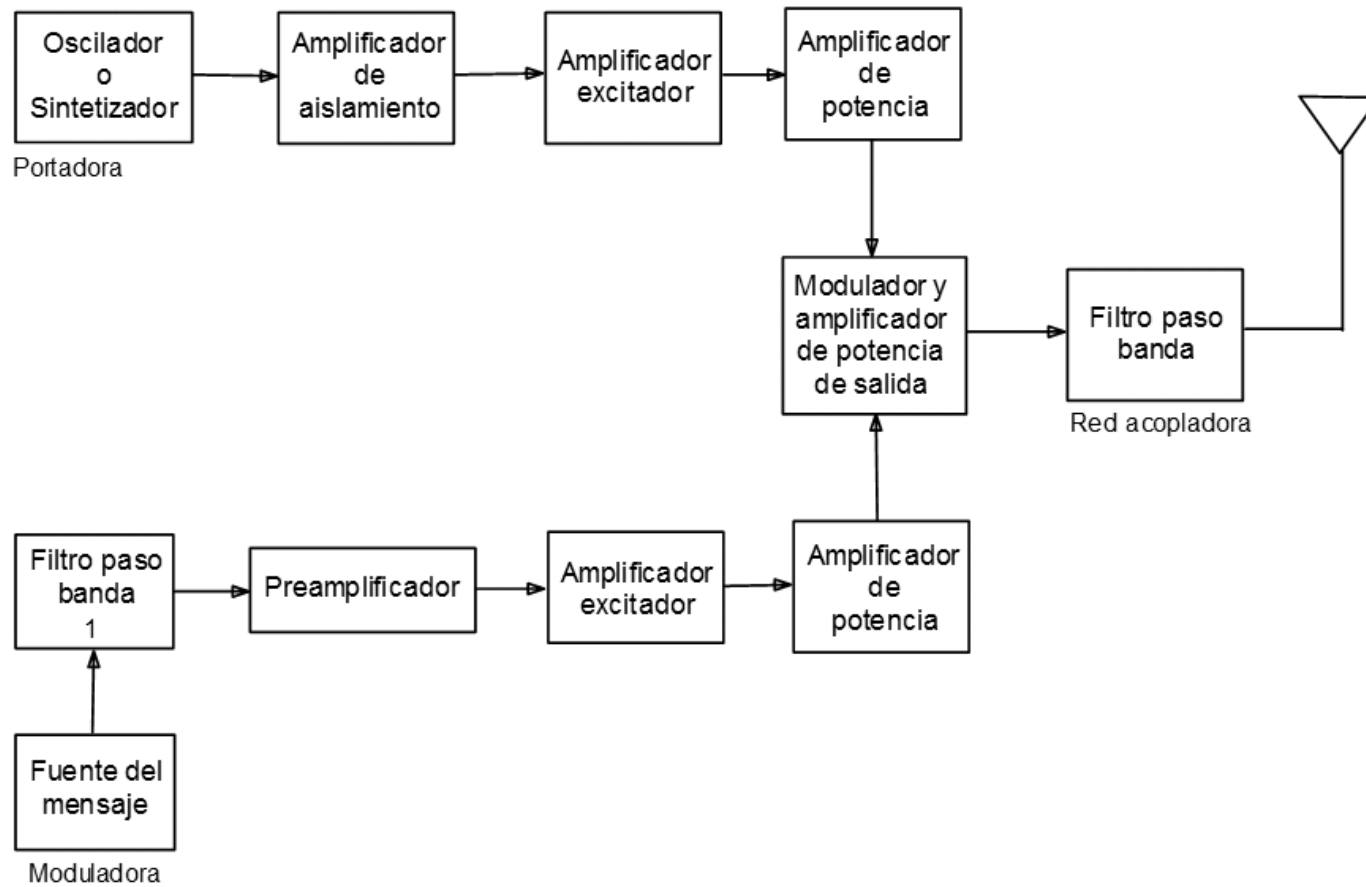 Oscilador
o
Sintetizador
Portadora
Amplificador
de
aislamiento
Amplificador
excitador
Amplificador
de
potencia
Modulador y
amplificador
de potencia
de salida
Filtro paso
banda
Red acopladora
Filtro paso
banda
1
Preamplificador
Amplificador
excitador
Amplificador
de
potencia
Fuente del
mensaje
Moduladora